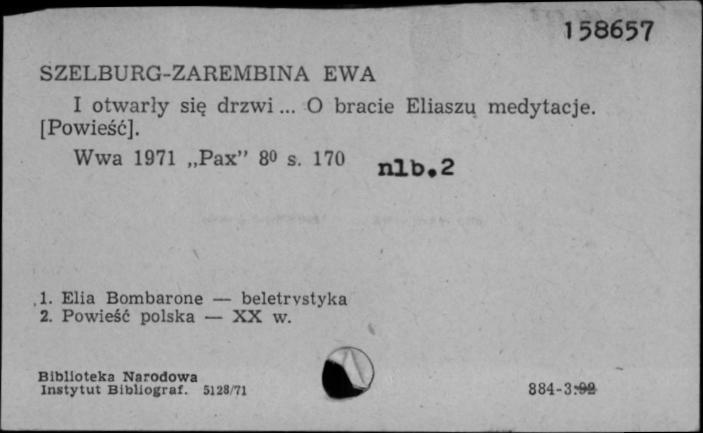 158657
SZELBURG-ZAREMBINA EWA
I otwarły się drzwi ... O bracie Eliaszu medytacje.
[Powieść].
Wwa 1971 „Pax” 8⁰ s. 170 nlb.2
1. Elia Bombarone — beletrystyka
2. Powieść polska — XX w.
Biblioteka Narodowa
Instytut Bibliograf. 5128/71
884-3:92